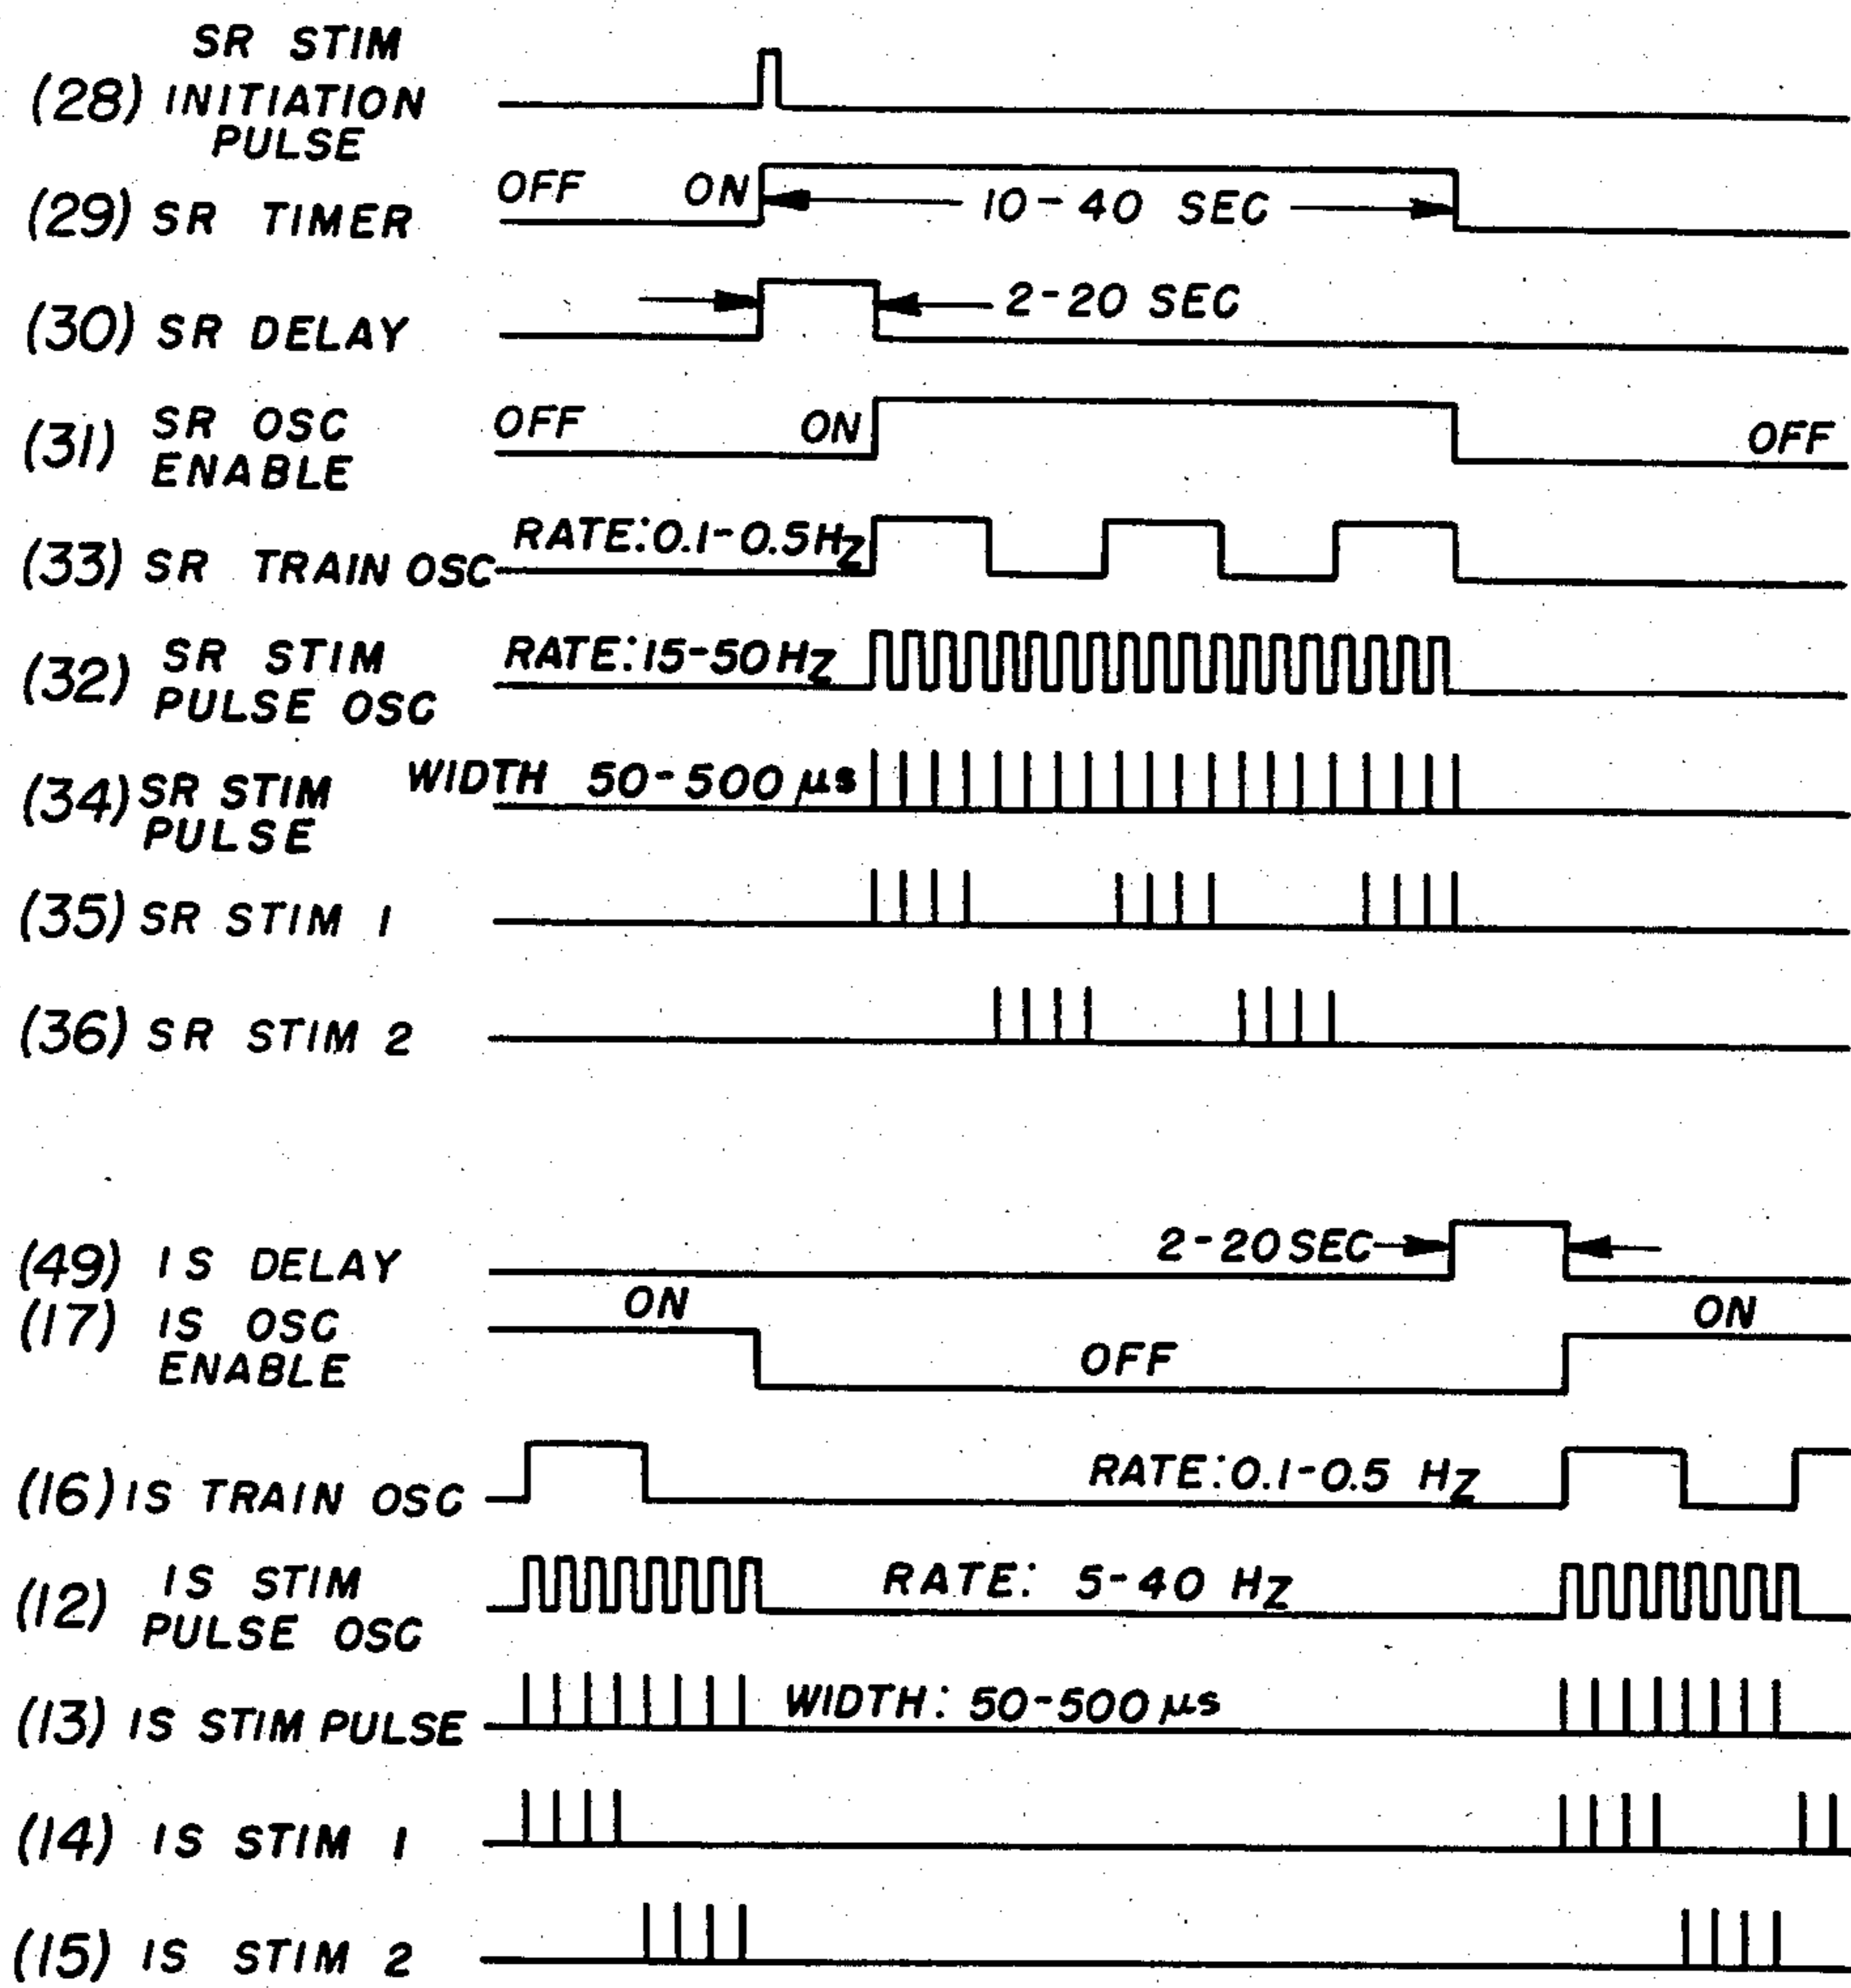 SR STIM
(28) INITIATION
PULSE
(29) SR TIMER OFF ON 10-40 SEC
(30) SR DELAY 2-20 SEC
(31) SR OSC
ENABLE
OFF ON OFF
(33) SR TRAIN OSC RATE: 0.1-0.5 HZ
(32) SR STIM
PULSE OSC
RATE: 15-50 HZ
(34) SR STIM
PULSE
WIDTH 50-500 µs
(35) SR STIM 1
(36) SR STIM 2
(49) IS DELAY 2-20 SEC
(17) IS OSC
ENABLE
ON OFF ON
(16) IS TRAIN OSC RATE: 0.1-0.5 HZ
(12) IS STIM
PULSE OSC
RATE: 5-40 HZ
(13) IS STIM PULSE WIDTH: 50-500 µs
(14) IS STIM 1
(15) IS STIM 2